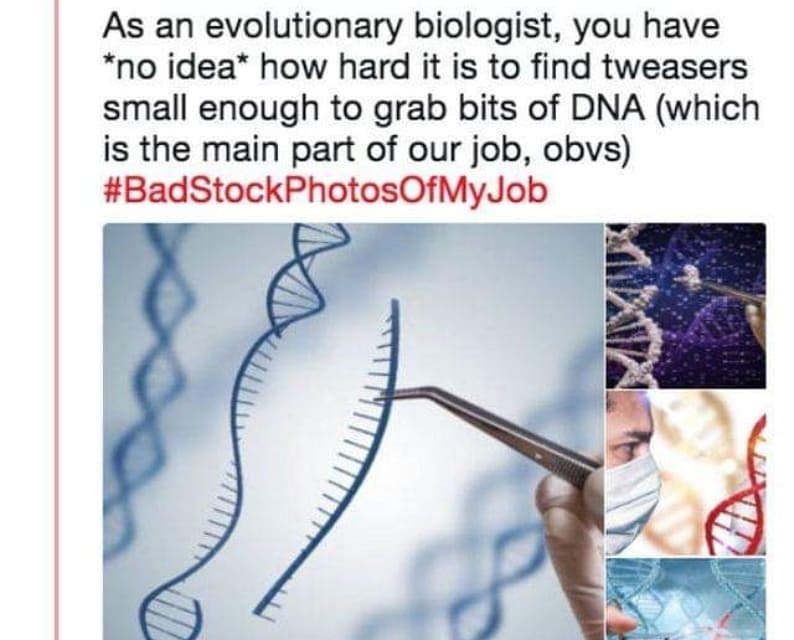 As an evolutionary biologist, you have
*no idea* how hard it is to find tweasers
small enough to grab bits of DNA (which
is the main part of our job, obvs)
#BadStockPhotosOfMyJob